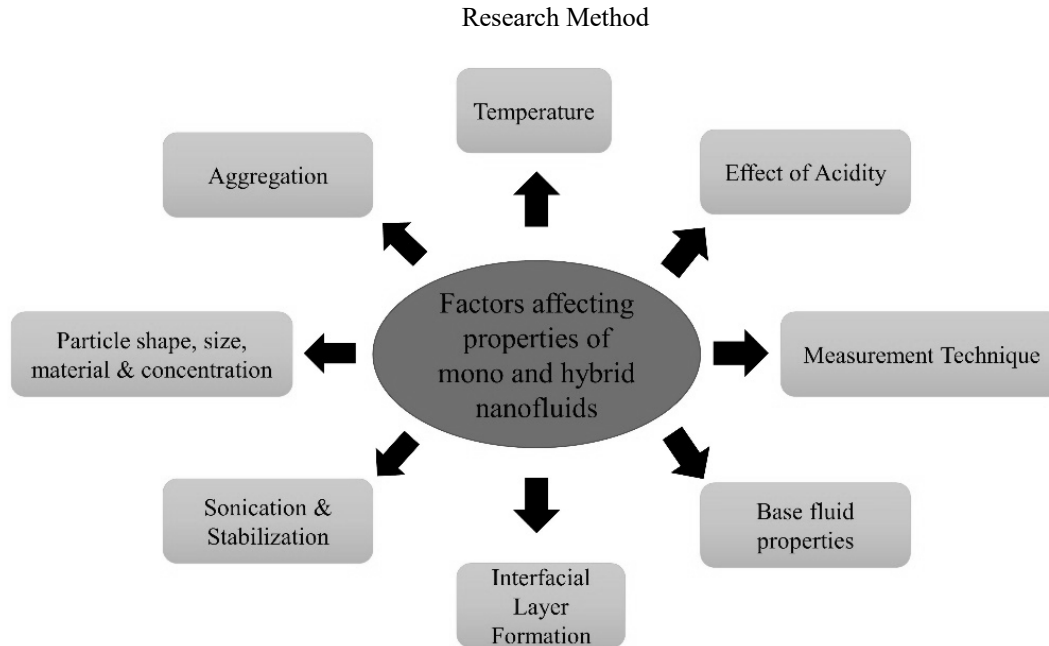 Research Method
Temperature
Aggregation
Effect of Acidity
Factors affecting
properties of
mono and hybrid
nanofluids
Particle shape, size,
material & concentration
Measurement Technique
Sonication &
Stabilization
Base fluid
properties
Interfacial
Layer
Formation